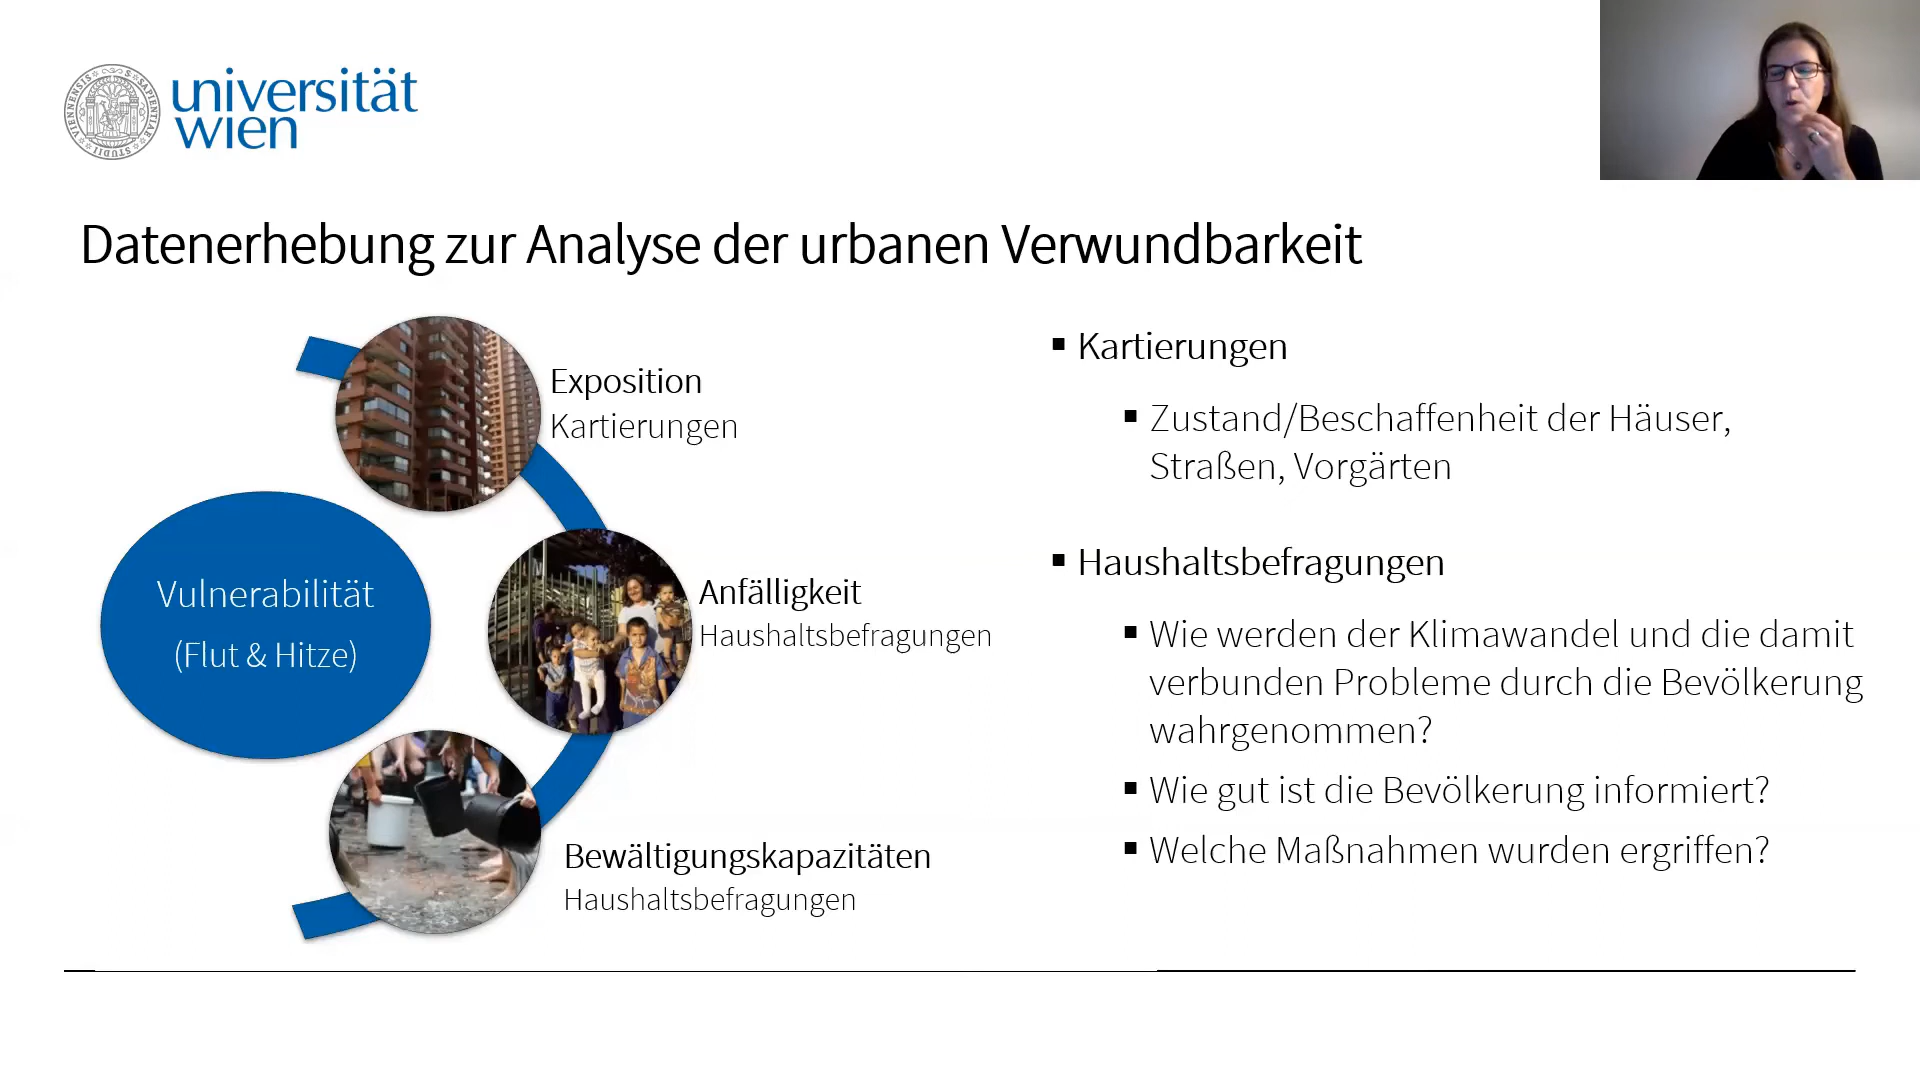 universität
wien
Datenerhebung zur Analyse der urbanen Verwundbarkeit
Vulnerabilität
(Flut & Hitze)
Exposition
Kartierungen
Anfälligkeit
Haushaltsbefragungen
Bewältigungskapazitäten
Haushaltsbefragungen
▪ Kartierungen
▪ Zustand/Beschaffenheit der Häuser,
Straßen, Vorgärten
▪ Haushaltsbefragungen
▪ Wie werden der Klimawandel und die damit
verbunden Probleme durch die Bevölkerung
wahrgenommen?
▪ Wie gut ist die Bevölkerung informiert?
▪ Welche Maßnahmen wurden ergriffen?